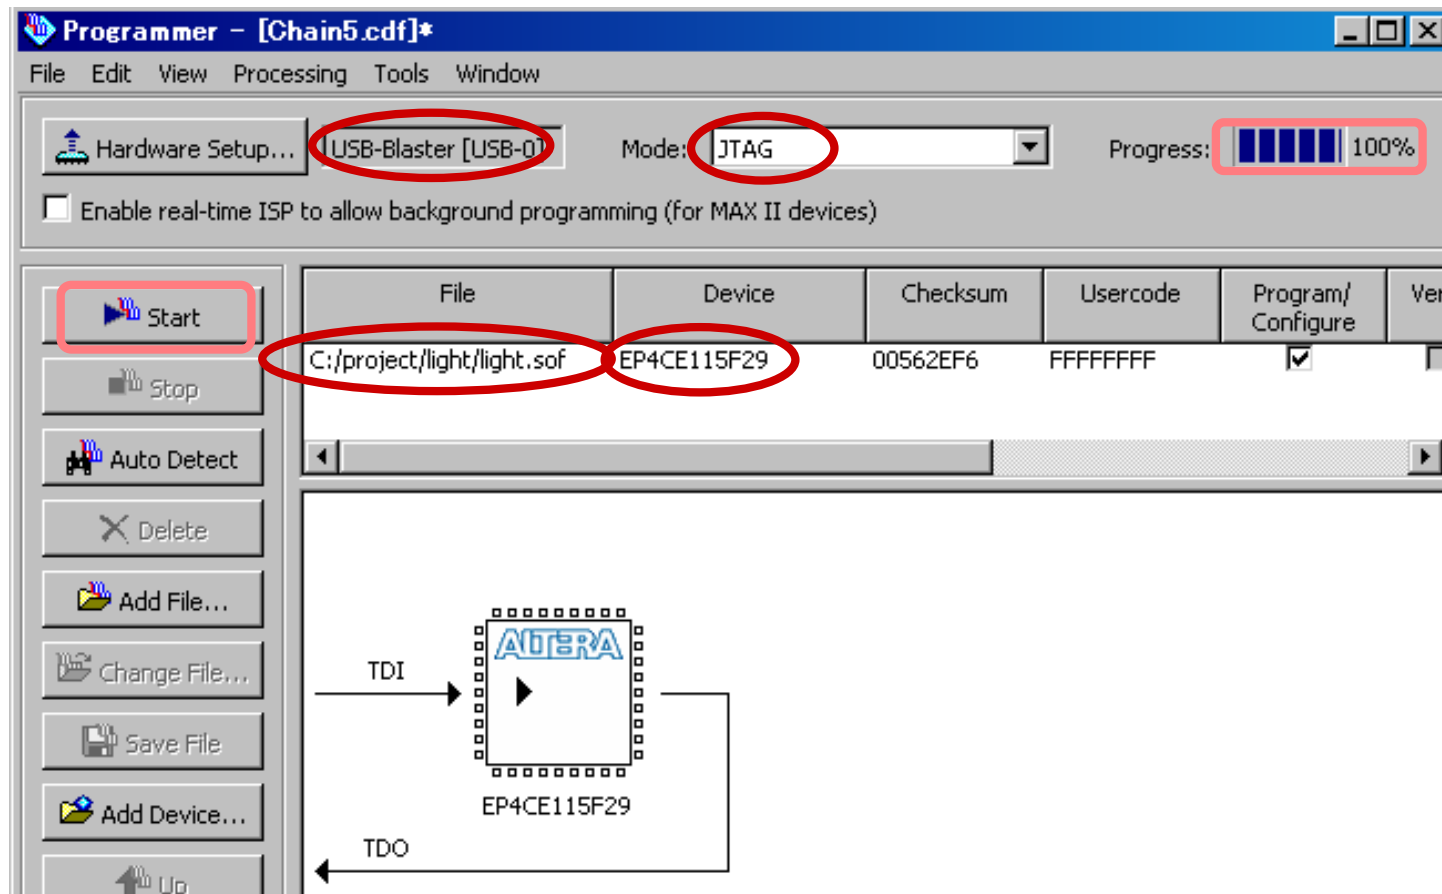 Programmer - [Chain5.cdf]*
File Edit View Processing Tools Window
Hardware Setup... USB-Blaster [USB-0] Mode: JTAG Progress: 100%
Enable real-time ISP to allow background programming (for MAX II devices)
Start
Stop
Auto Detect
Delete
Add File...
Change File...
Save File
Add Device...
Up
File Device Checksum Usercode Program/
Configure Ver
C:/project/light/light.sof EP4CE115F29 00562EF6 FFFFFFFF
ALTERA
TDI
EP4CE115F29
TDO